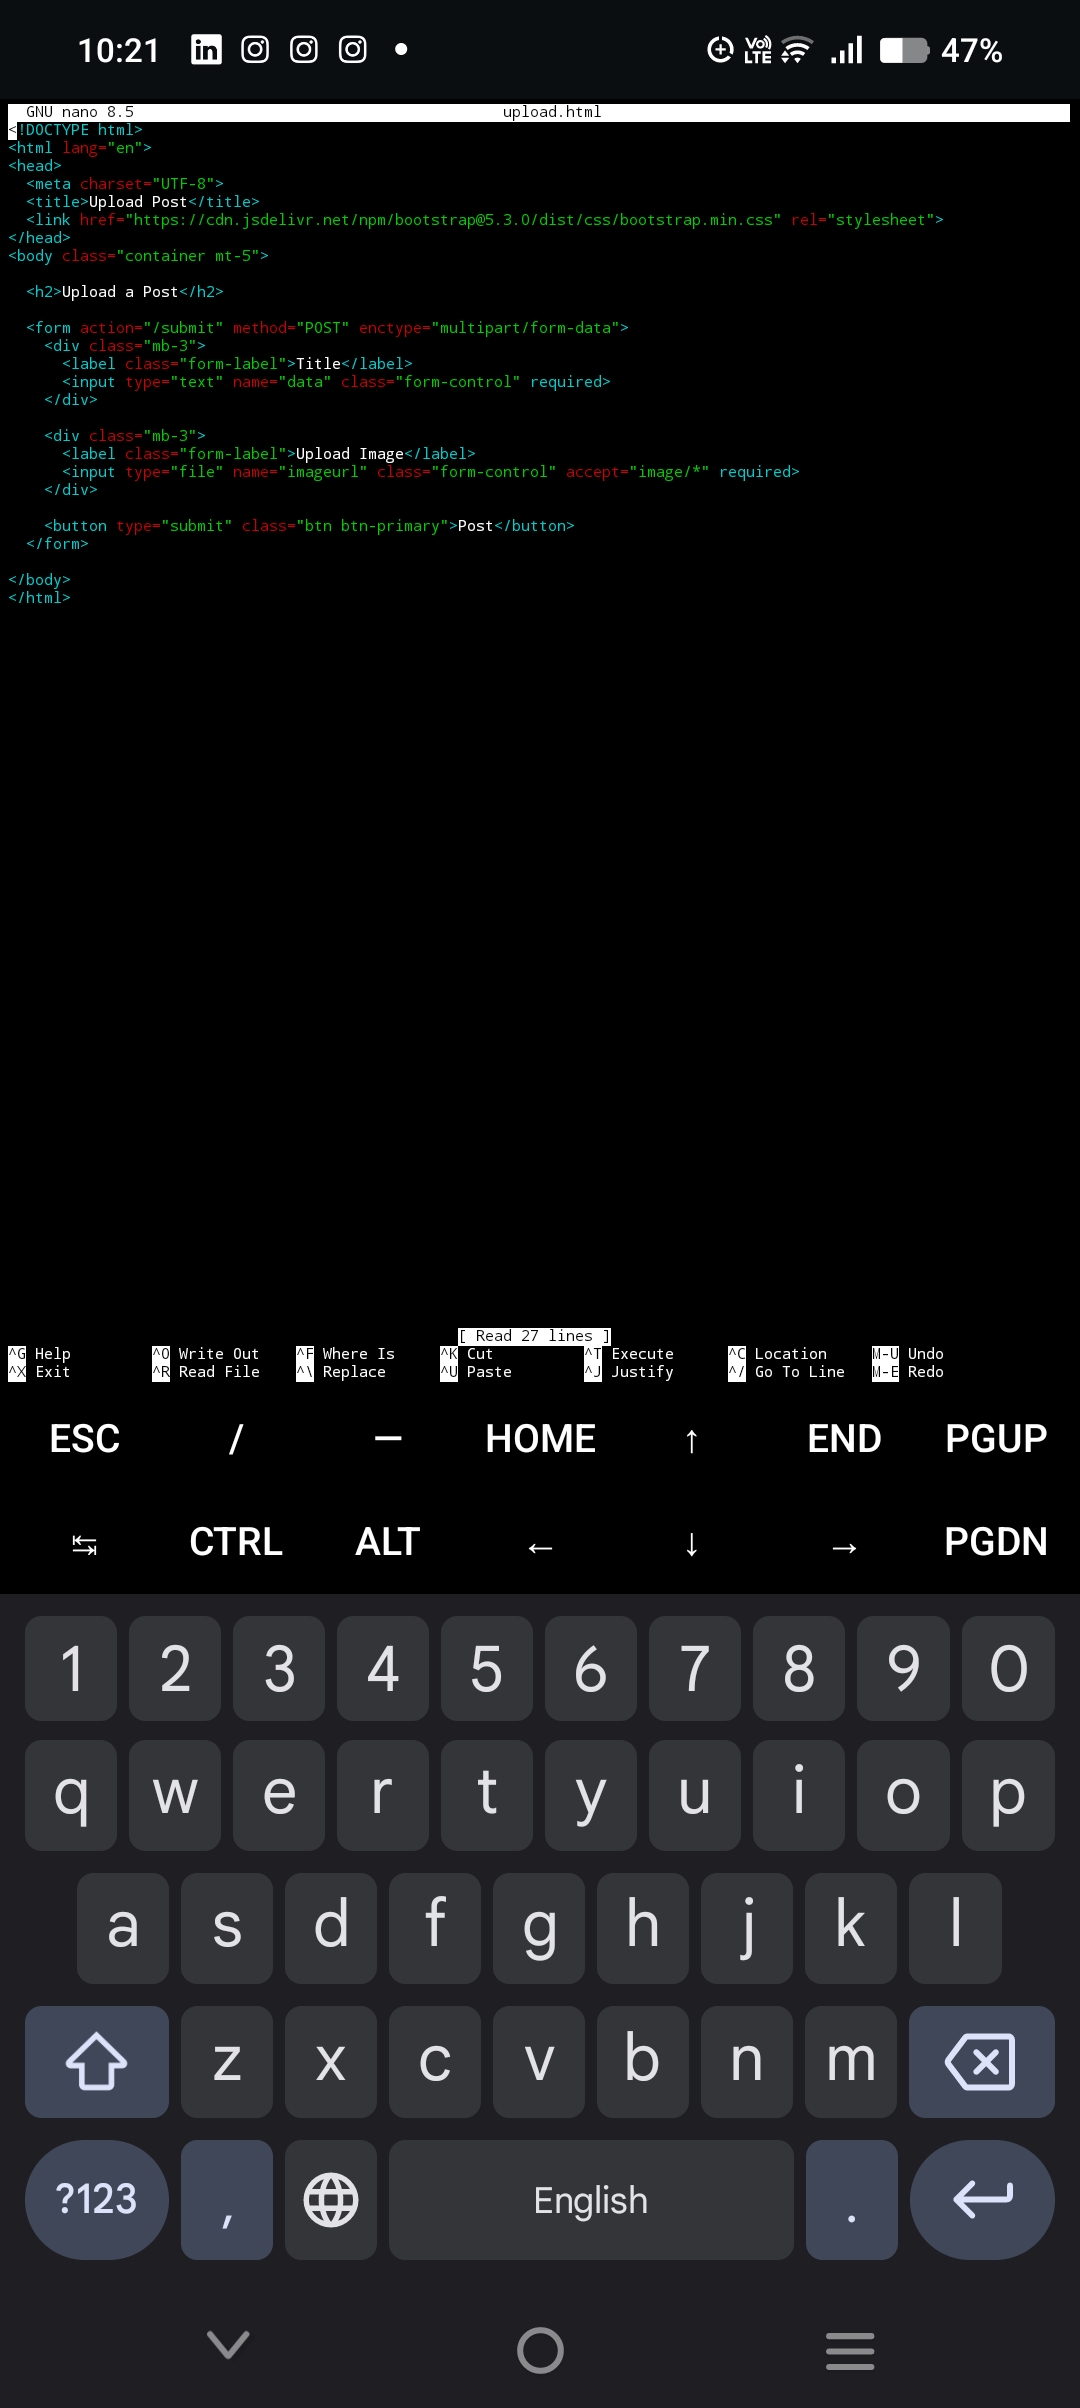 10:21 VoLTE 47%
GNU nano 8.5 upload.html
<!DOCTYPE html>
<html lang="en">
<head>
  <meta charset="UTF-8">
  <title>Upload Post</title>
  <link href="https://cdn.jsdelivr.net/npm/bootstrap@5.3.0/dist/css/bootstrap.min.css" rel="stylesheet">
</head>
<body class="container mt-5">
  <h2>Upload a Post</h2>
  <form action="/submit" method="POST" enctype="multipart/form-data">
    <div class="mb-3">
      <label class="form-label">Title</label>
      <input type="text" name="data" class="form-control" required>
    </div>
    <div class="mb-3">
      <label class="form-label">Upload Image</label>
      <input type="file" name="imageurl" class="form-control" accept="image/*" required>
    </div>
    <button type="submit" class="btn btn-primary">Post</button>
  </form>
</body>
</html>
[ Read 27 lines ]
^G Help ^O Write Out ^F Where Is ^K Cut ^T Execute ^C Location M-U Undo
^X Exit ^R Read File ^\ Replace ^U Paste ^J Justify ^/ Go To Line M-E Redo
ESC / — HOME ↑ END PGUP
↹ CTRL ALT ← ↓ → PGDN
1 2 3 4 5 6 7 8 9 0
q w e r t y u i o p
a s d f g h j k l
z x c v b n m
?123 , English .